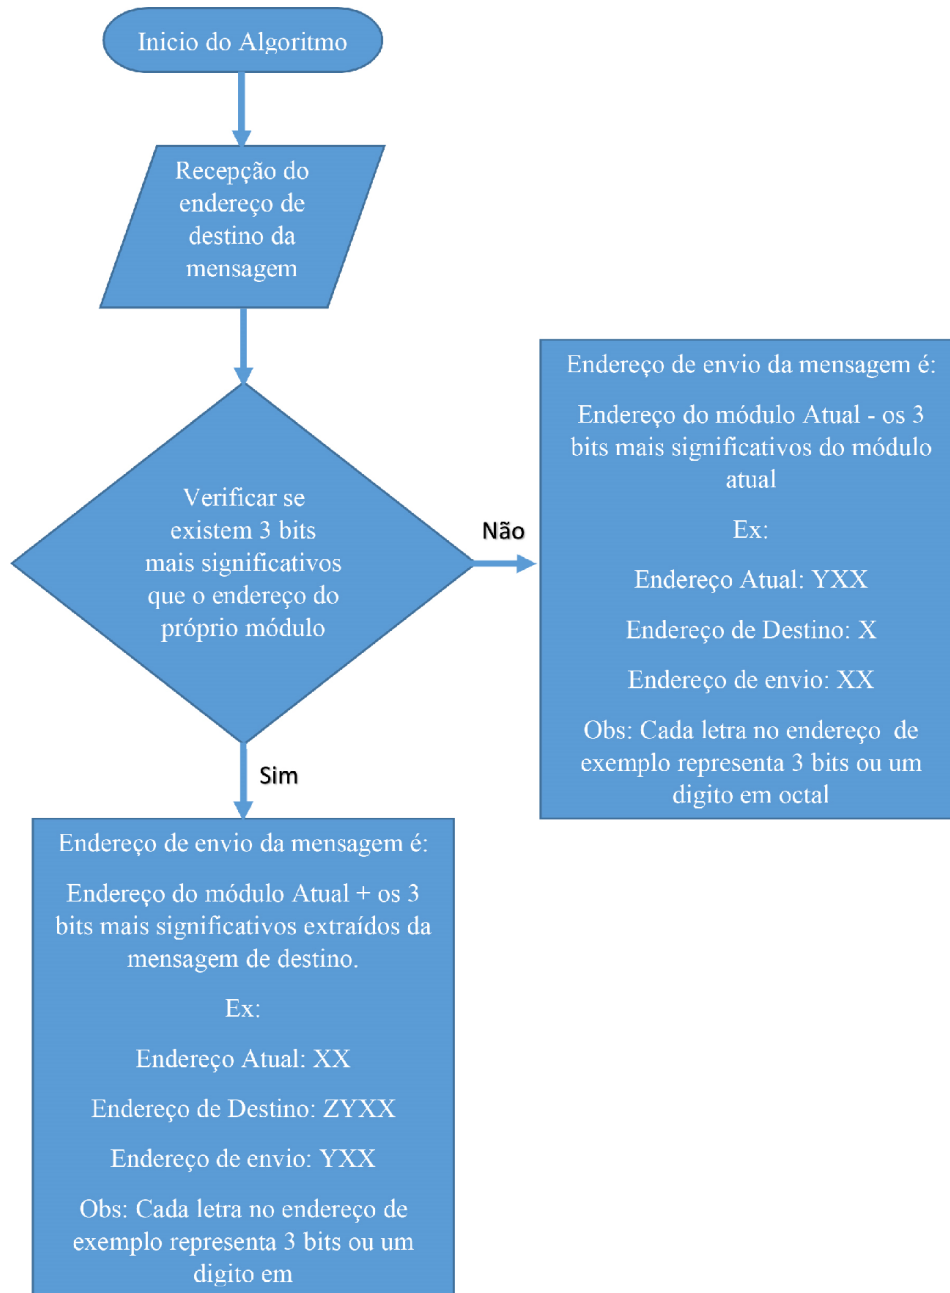 Inicio do Algoritmo
Recepção do
endereço de
destino da
mensagem
Verificar se
existem 3 bits
mais significativos
que o endereço do
próprio módulo
Não
Endereço de envio da mensagem é:
Endereço do módulo Atual - os 3
bits mais significativos do módulo
atual
Ex:
Endereço Atual: YXX
Endereço de Destino: X
Endereço de envio: XX
Obs: Cada letra no endereço de
exemplo representa 3 bits ou um
digito em octal
Sim
Endereço de envio da mensagem é:
Endereço do módulo Atual + os 3
bits mais significativos extraídos da
mensagem de destino.
Ex:
Endereço Atual: XX
Endereço de Destino: ZYXX
Endereço de envio: YXX
Obs: Cada letra no endereço de
exemplo representa 3 bits ou um
digito em